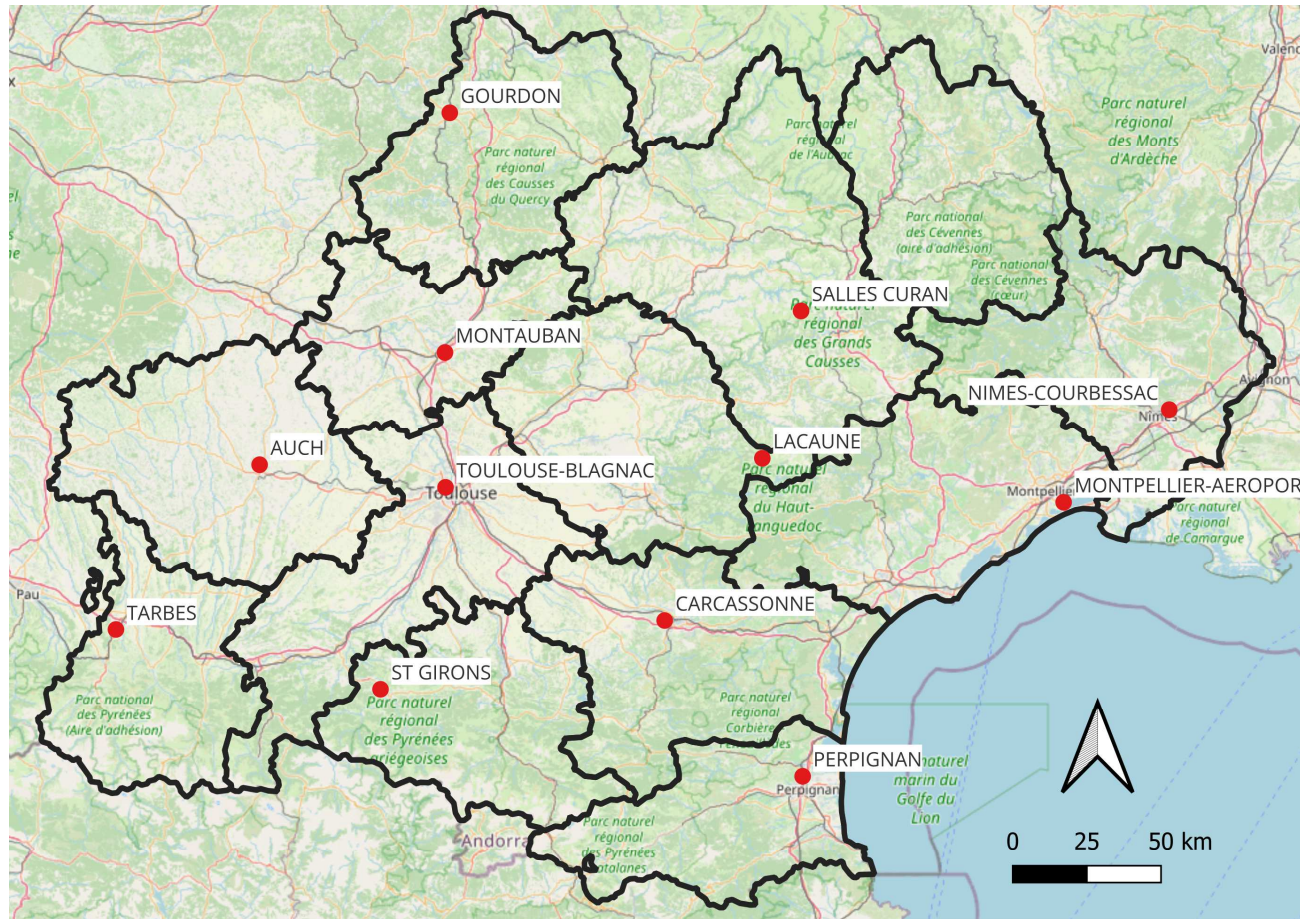 Valenc
x
GOURDON
Parc naturel
régional
des Monts
d'Ardèche
Parc naturel
régional
de l'Aubrac
Parc naturel
régional
des Causses
du Quercy
Parc national
des Cévennes
(aire d'adhésion)
Parc national
des Cévennes
(cœur)
SALLES CURAN
Parc naturel
régional
des Grands
Causses
MONTAUBAN
Avignon
NIMES-COURBESSAC
Nîmes
AUCH
LACAUNE
Parc naturel
régional
du Haut-
Languedoc
TOULOUSE-BLAGNAC
Toulouse
Montpellier
MONTPELLIER-AEROPOR
Parc naturel
régional
de Camargue
Pau
TARBES
CARCASSONNE
ST GIRONS
Parc national
des Pyrénées
(Aire d'adhésion)
Parc naturel
régional
des Pyrénées
ariégeoises
Parc naturel
régional
Corbières
PERPIGNAN
Perpignan
naturel
marin du
Golfe du
Lion
Andorra
Parc naturel
régional
des Pyrénées
catalanes
0 25 50 km